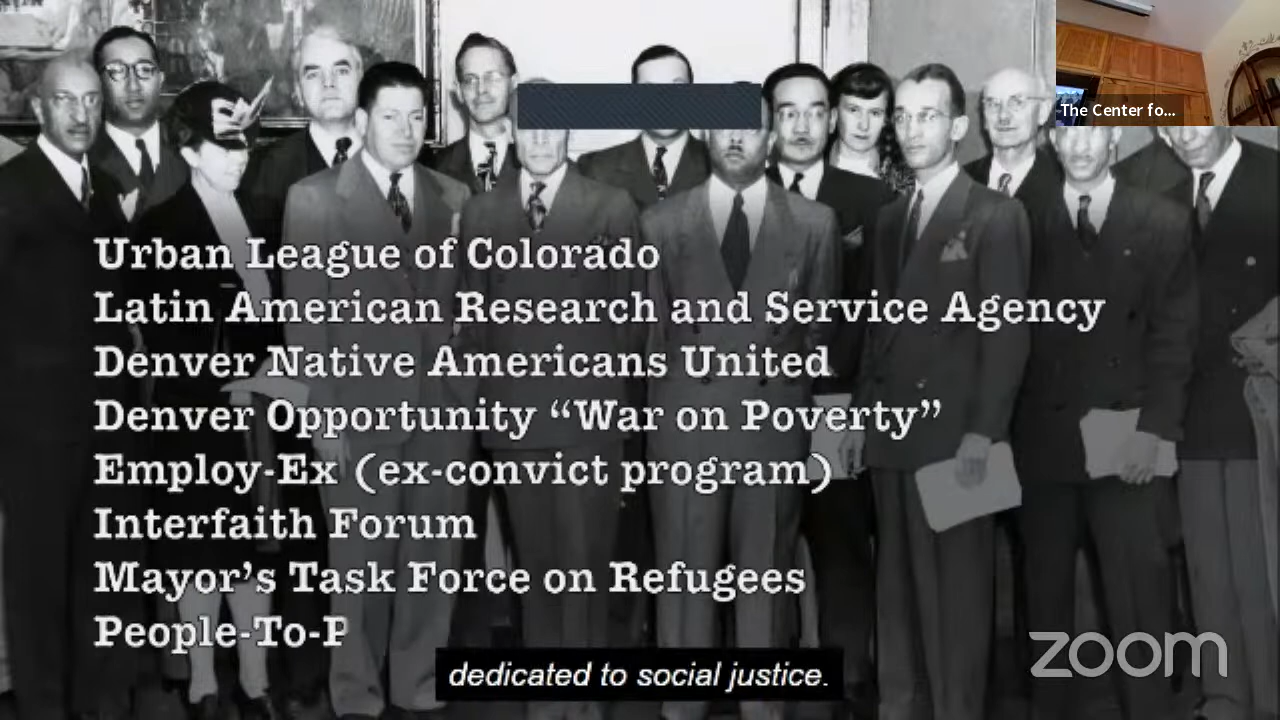 The Center fo...
Urban League of Colorado
Latin American Research and Service Agency
Denver Native Americans United
Denver Opportunity “War on Poverty”
Employ-Ex (ex-convict program)
Interfaith Forum
Mayor’s Task Force on Refugees
People-To-P
dedicated to social justice.
zoom